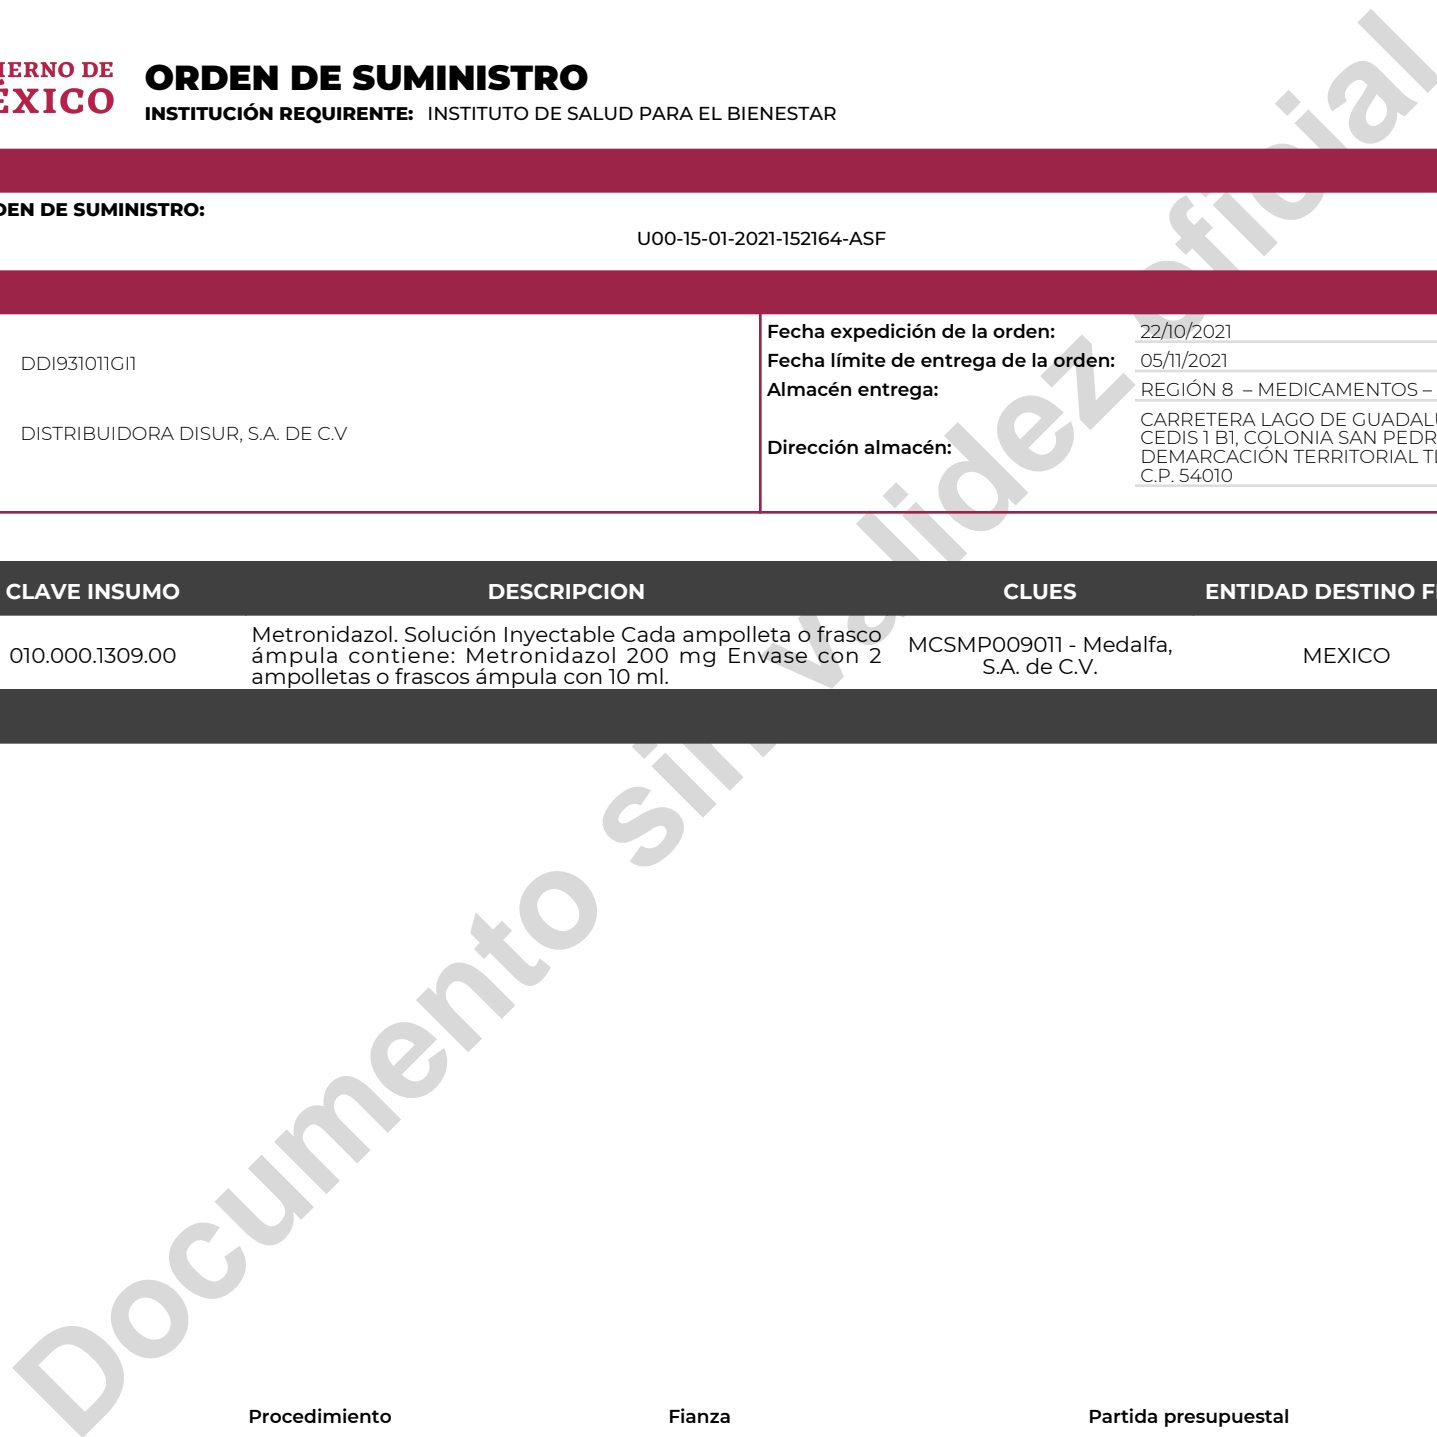 IERNO DE
ÉXICO
ORDEN DE SUMINISTRO
INSTITUCIÓN REQUIRENTE: INSTITUTO DE SALUD PARA EL BIENESTAR
DEN DE SUMINISTRO:
U00-15-01-2021-152164-ASF
DDI931011GI1
DISTRIBUIDORA DISUR, S.A. DE C.V
Fecha expedición de la orden: 22/10/2021
Fecha límite de entrega de la orden: 05/11/2021
Almacén entrega: REGIÓN 8 – MEDICAMENTOS –
Dirección almacén:
CARRETERA LAGO DE GUADALU
CEDIS 1 B1, COLONIA SAN PEDR
DEMARCACIÓN TERRITORIAL TL
C.P. 54010
CLAVE INSUMO DESCRIPCION CLUES ENTIDAD DESTINO FI
010.000.1309.00
Metronidazol. Solución Inyectable Cada ampolleta o frasco
ámpula contiene: Metronidazol 200 mg Envase con 2
ampolletas o frascos ámpula con 10 ml.
MCSMP009011 - Medalfa,
S.A. de C.V.
MEXICO
Documento sin validez oficial
Procedimiento Fianza Partida presupuestal